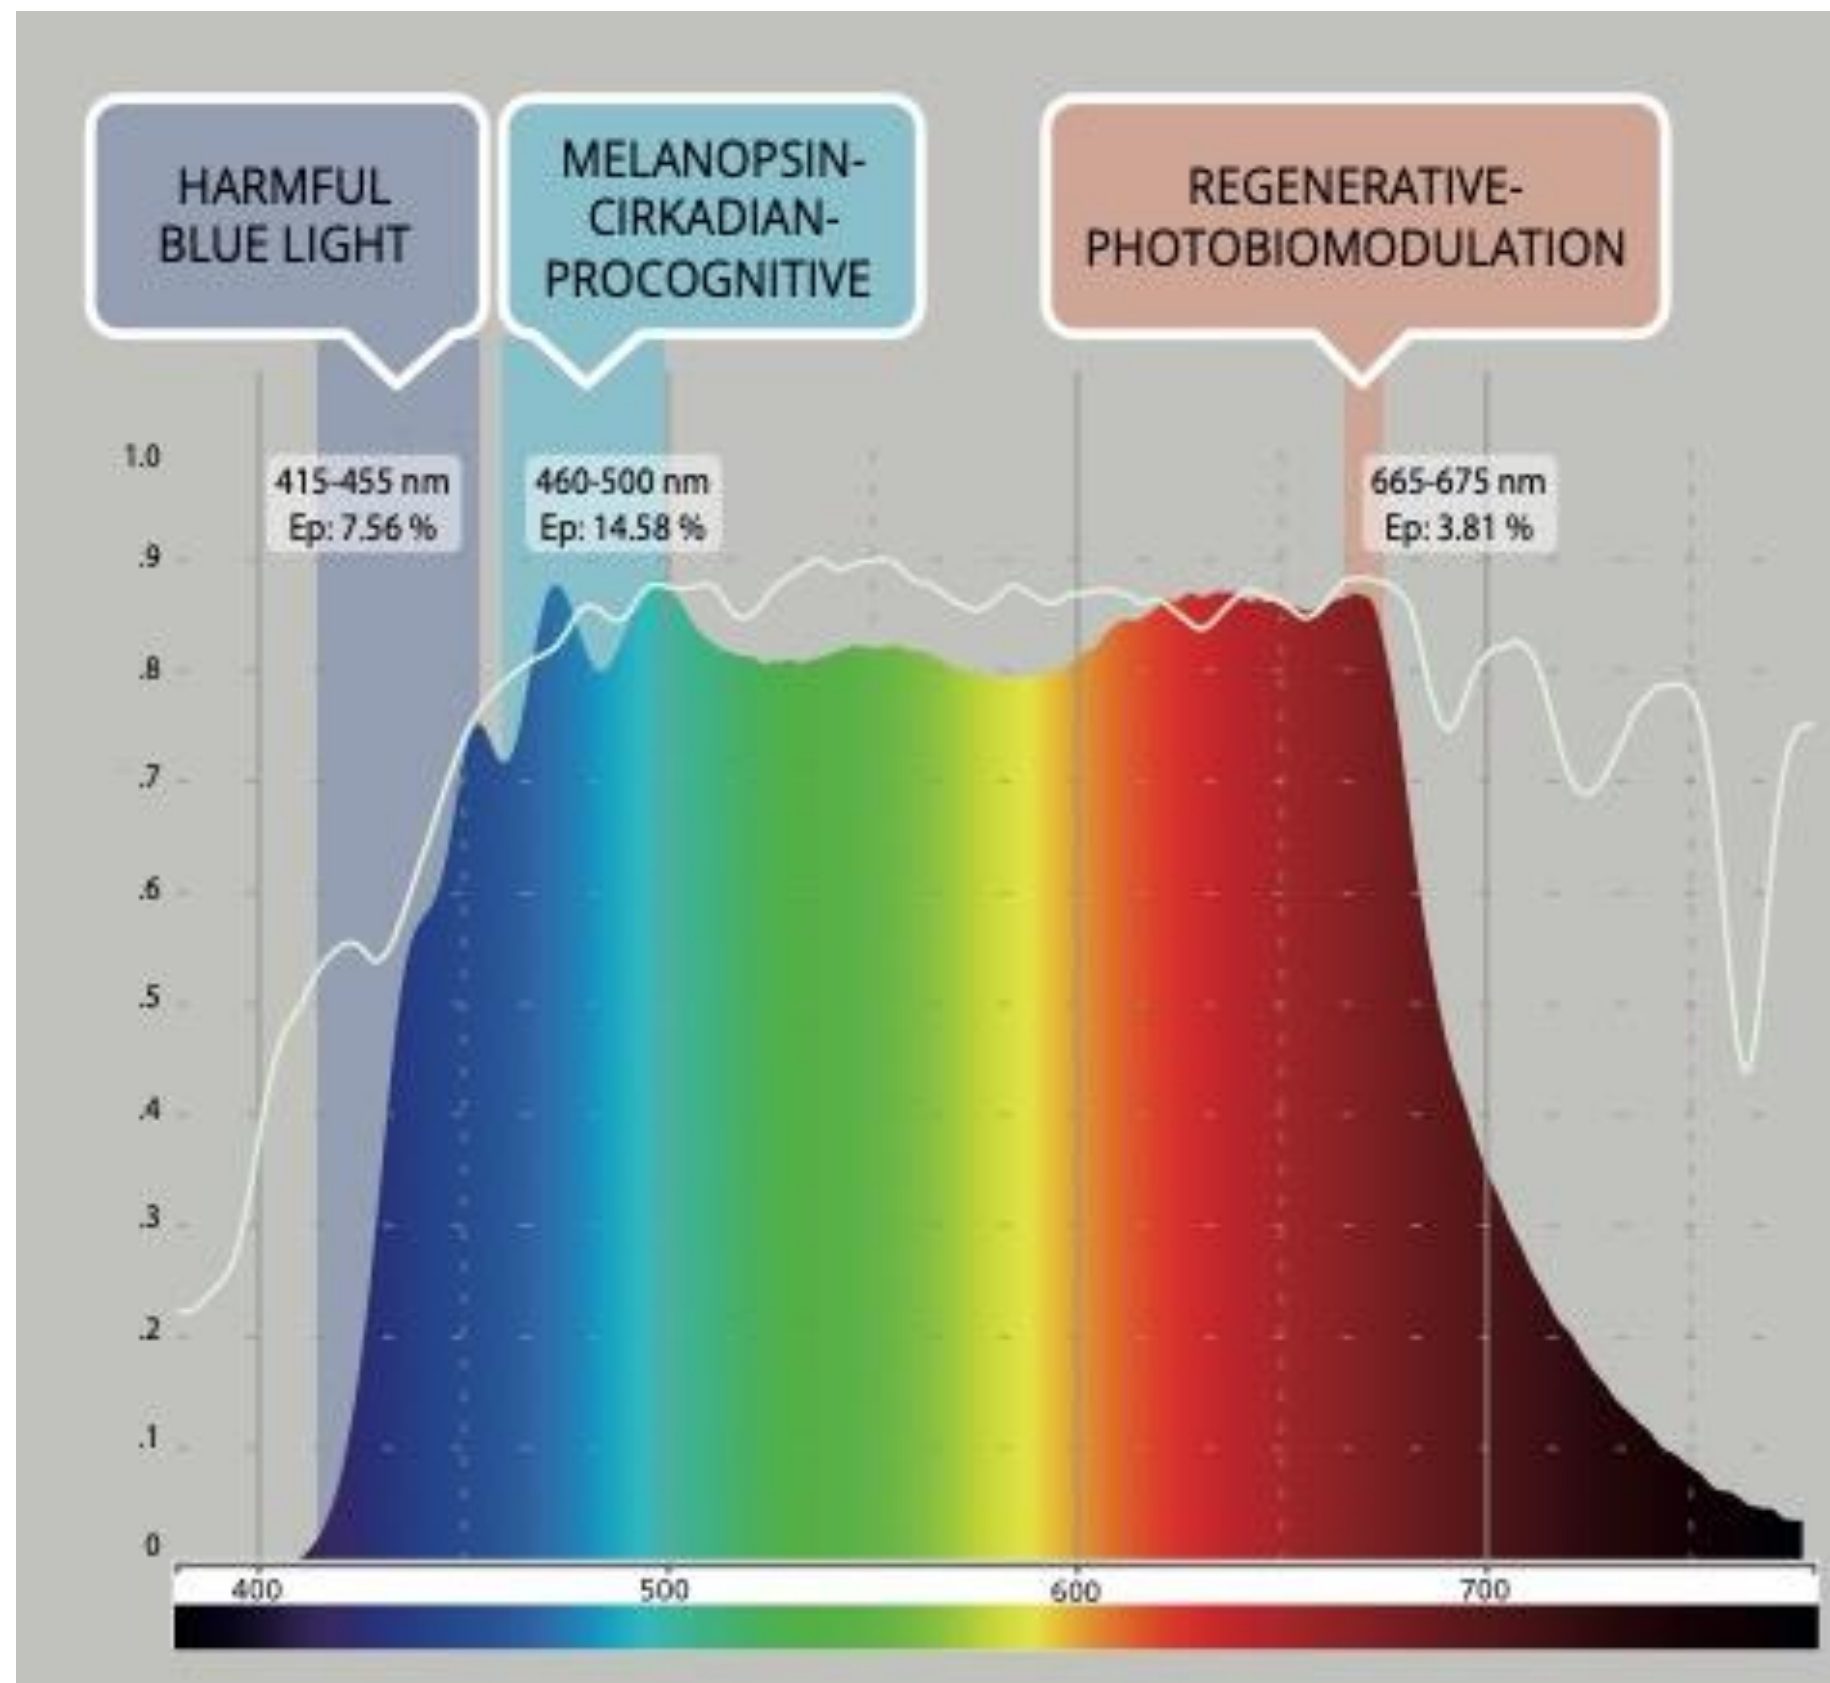 HARMFUL
BLUE LIGHT
MELANOPSIN-
CIRKADIAN-
PROCOGNITIVE
REGENERATIVE-
PHOTOBIOMODULATION
415-455 nm
Ep: 7.56 %
460-500 nm
Ep: 14.58 %
665-675 nm
Ep: 3.81 %
1.0
.9
.8
.7
.6
.5
.4
.3
.2
.1
0
400 500 600 700